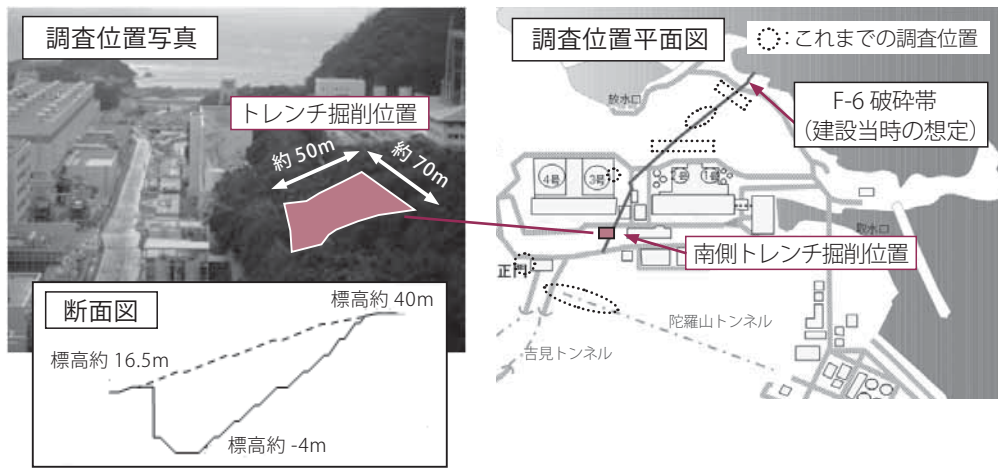 調査位置写真
トレンチ掘削位置
約 50m
約 70m
断面図
標高約 40m
標高約 16.5m
標高約 -4m
調査位置平面図
：これまでの調査位置
放水口
F-6 破砕帯
（建設当時の想定）
4号
3号
2号
1号
取水口
南側トレンチ掘削位置
正門
陀羅山トンネル
吉見トンネル